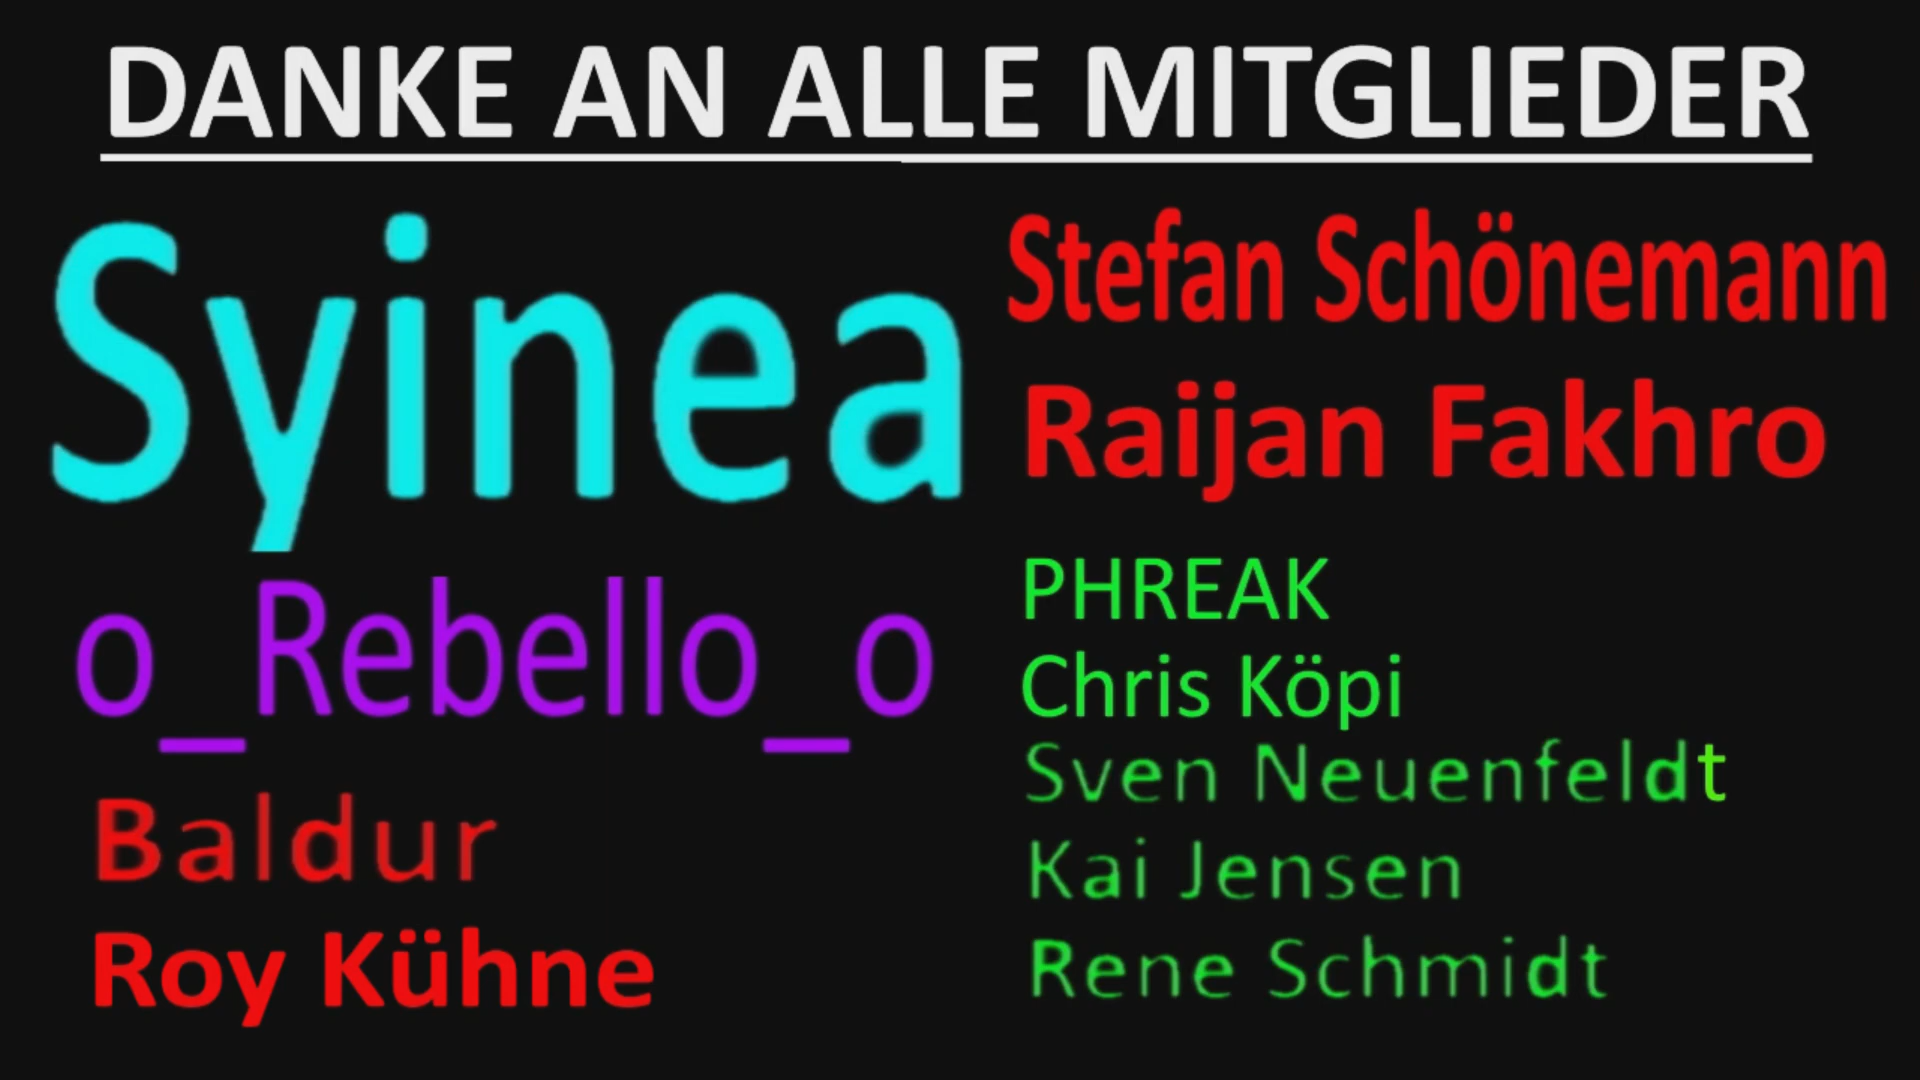 DANKE AN ALLE MITGLIEDER
Syinea
o_Rebello_o
Baldur
Roy Kühne
Stefan Schönemann
Raijan Fakhro
PHREAK
Chris Köpi
Sven Neuenfeldt
Kai Jensen
Rene Schmidt